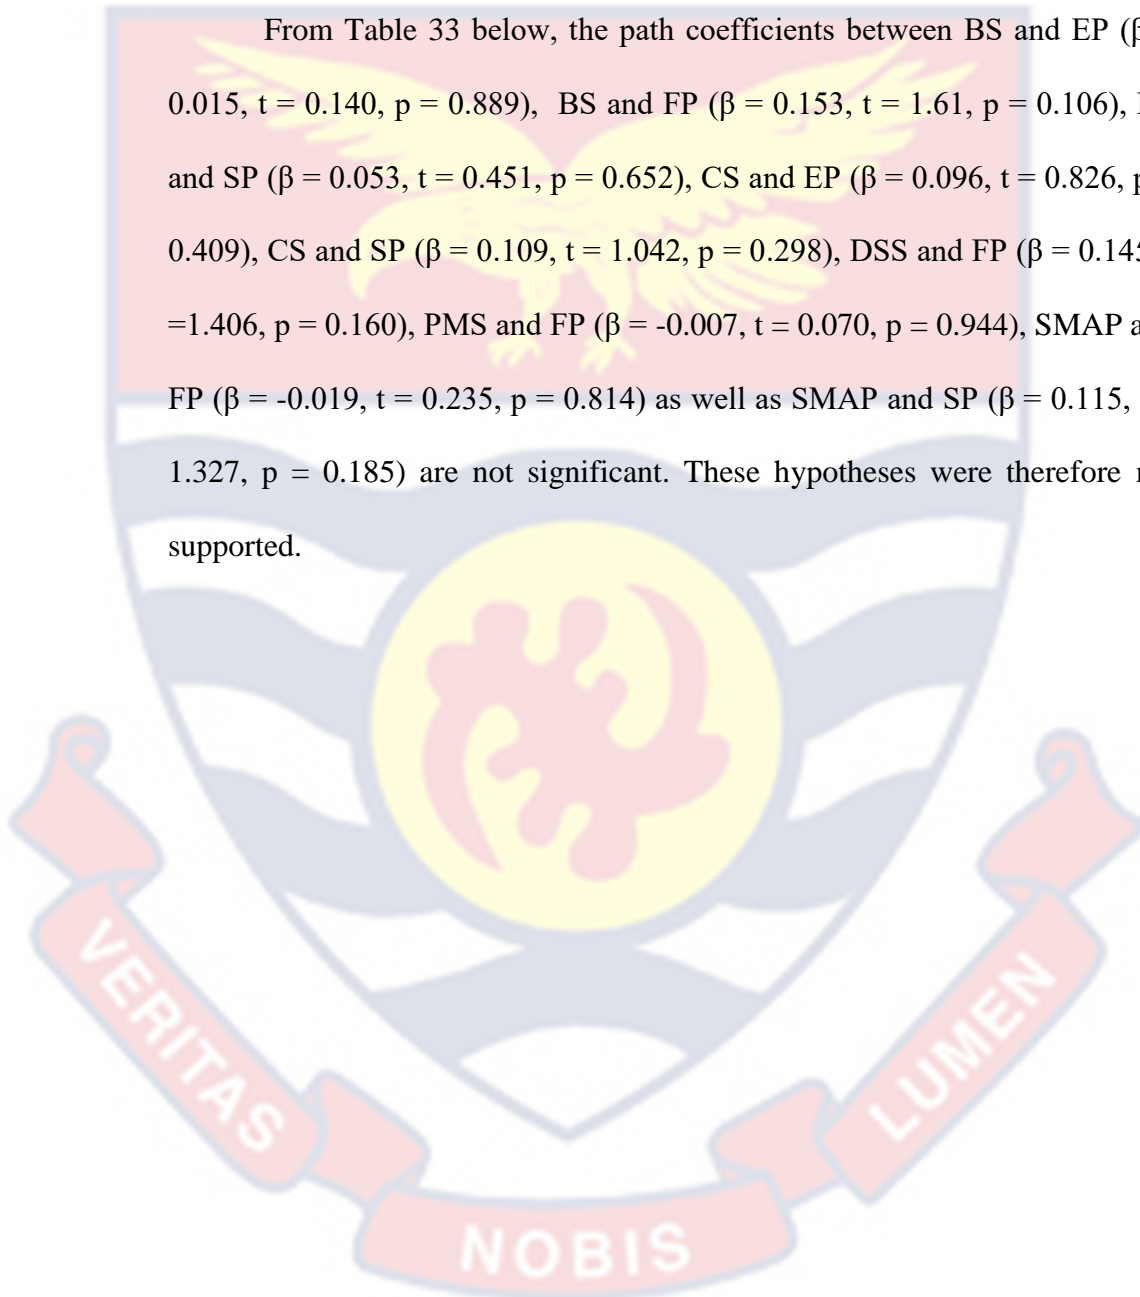 From Table 33 below, the path coefficients between BS and EP (β
0.015, t = 0.140, p = 0.889), BS and FP (β = 0.153, t = 1.61, p = 0.106),
and SP (β = 0.053, t = 0.451, p = 0.652), CS and EP (β = 0.096, t = 0.826, p
0.409), CS and SP (β = 0.109, t = 1.042, p = 0.298), DSS and FP (β = 0.145
=1.406, p = 0.160), PMS and FP (β = -0.007, t = 0.070, p = 0.944), SMAP a
FP (β = -0.019, t = 0.235, p = 0.814) as well as SMAP and SP (β = 0.115,
1.327, p = 0.185) are not significant. These hypotheses were therefore
supported.
VERITAS
NOBIS
LUMEN